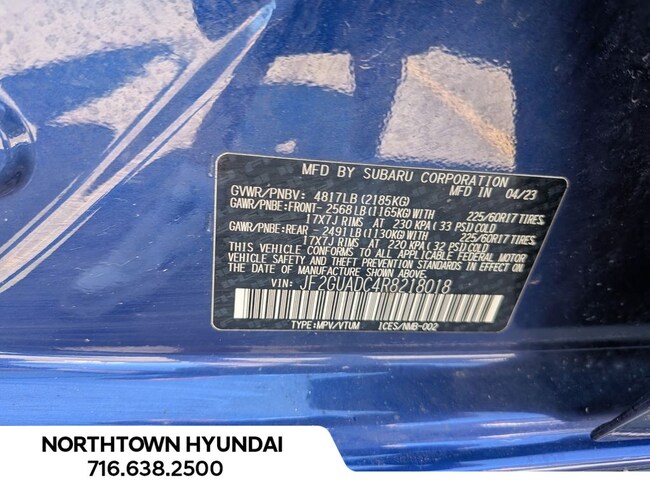 MFD BY SUBARU CORPORATION
GVWR/PNBV: 4817LB (2185KG) MFD IN 04/23
GAWR/PNBE:FRONT- 2568LB (1165KG)WITH 225/60R17TIRES
17X7J RIMS AT 230 KPA (33 PSI)COLD
GAWR/PNBE:REAR - 2491LB (1130KG)WITH 225/60R17TIRES
17X7J RIMS AT 220 KPA (32 PSI)COLD
THIS VEHICLE CONFORMS TO ALL APPLICABLE FEDERAL MOTOR
VEHICLE SAFETY AND THEFT PREVENTION STANDARDS IN EFFECT ON
THE DATE OF MANUFACTURE SHOWN ABOVE.
VIN: JF2GUADC4R8218018
TYPE:MPV/VTUM ICES/NMB-002
NORTHTOWN HYUNDAI
716.638.2500